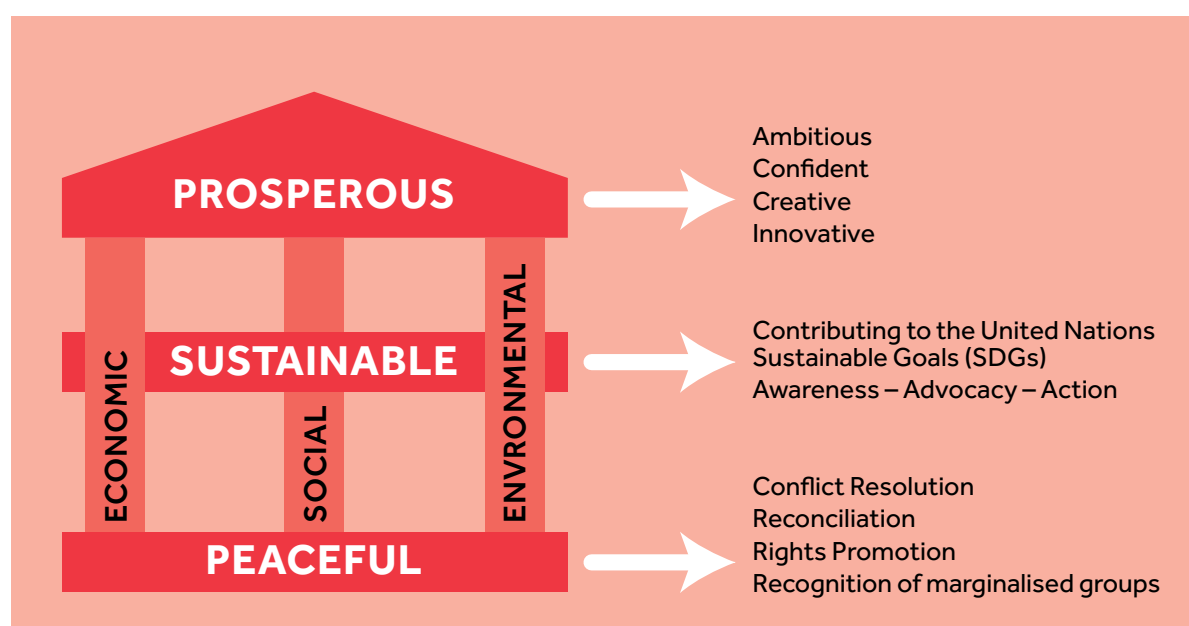 PROSPEROUS
Ambitious
Confident
Creative
Innovative
ECONOMIC
SOCIAL
ENVRONMENTAL
SUSTAINABLE
Contributing to the United Nations
Sustainable Goals (SDGs)
Awareness – Advocacy – Action
PEACEFUL
Conflict Resolution
Reconciliation
Rights Promotion
Recognition of marginalised groups